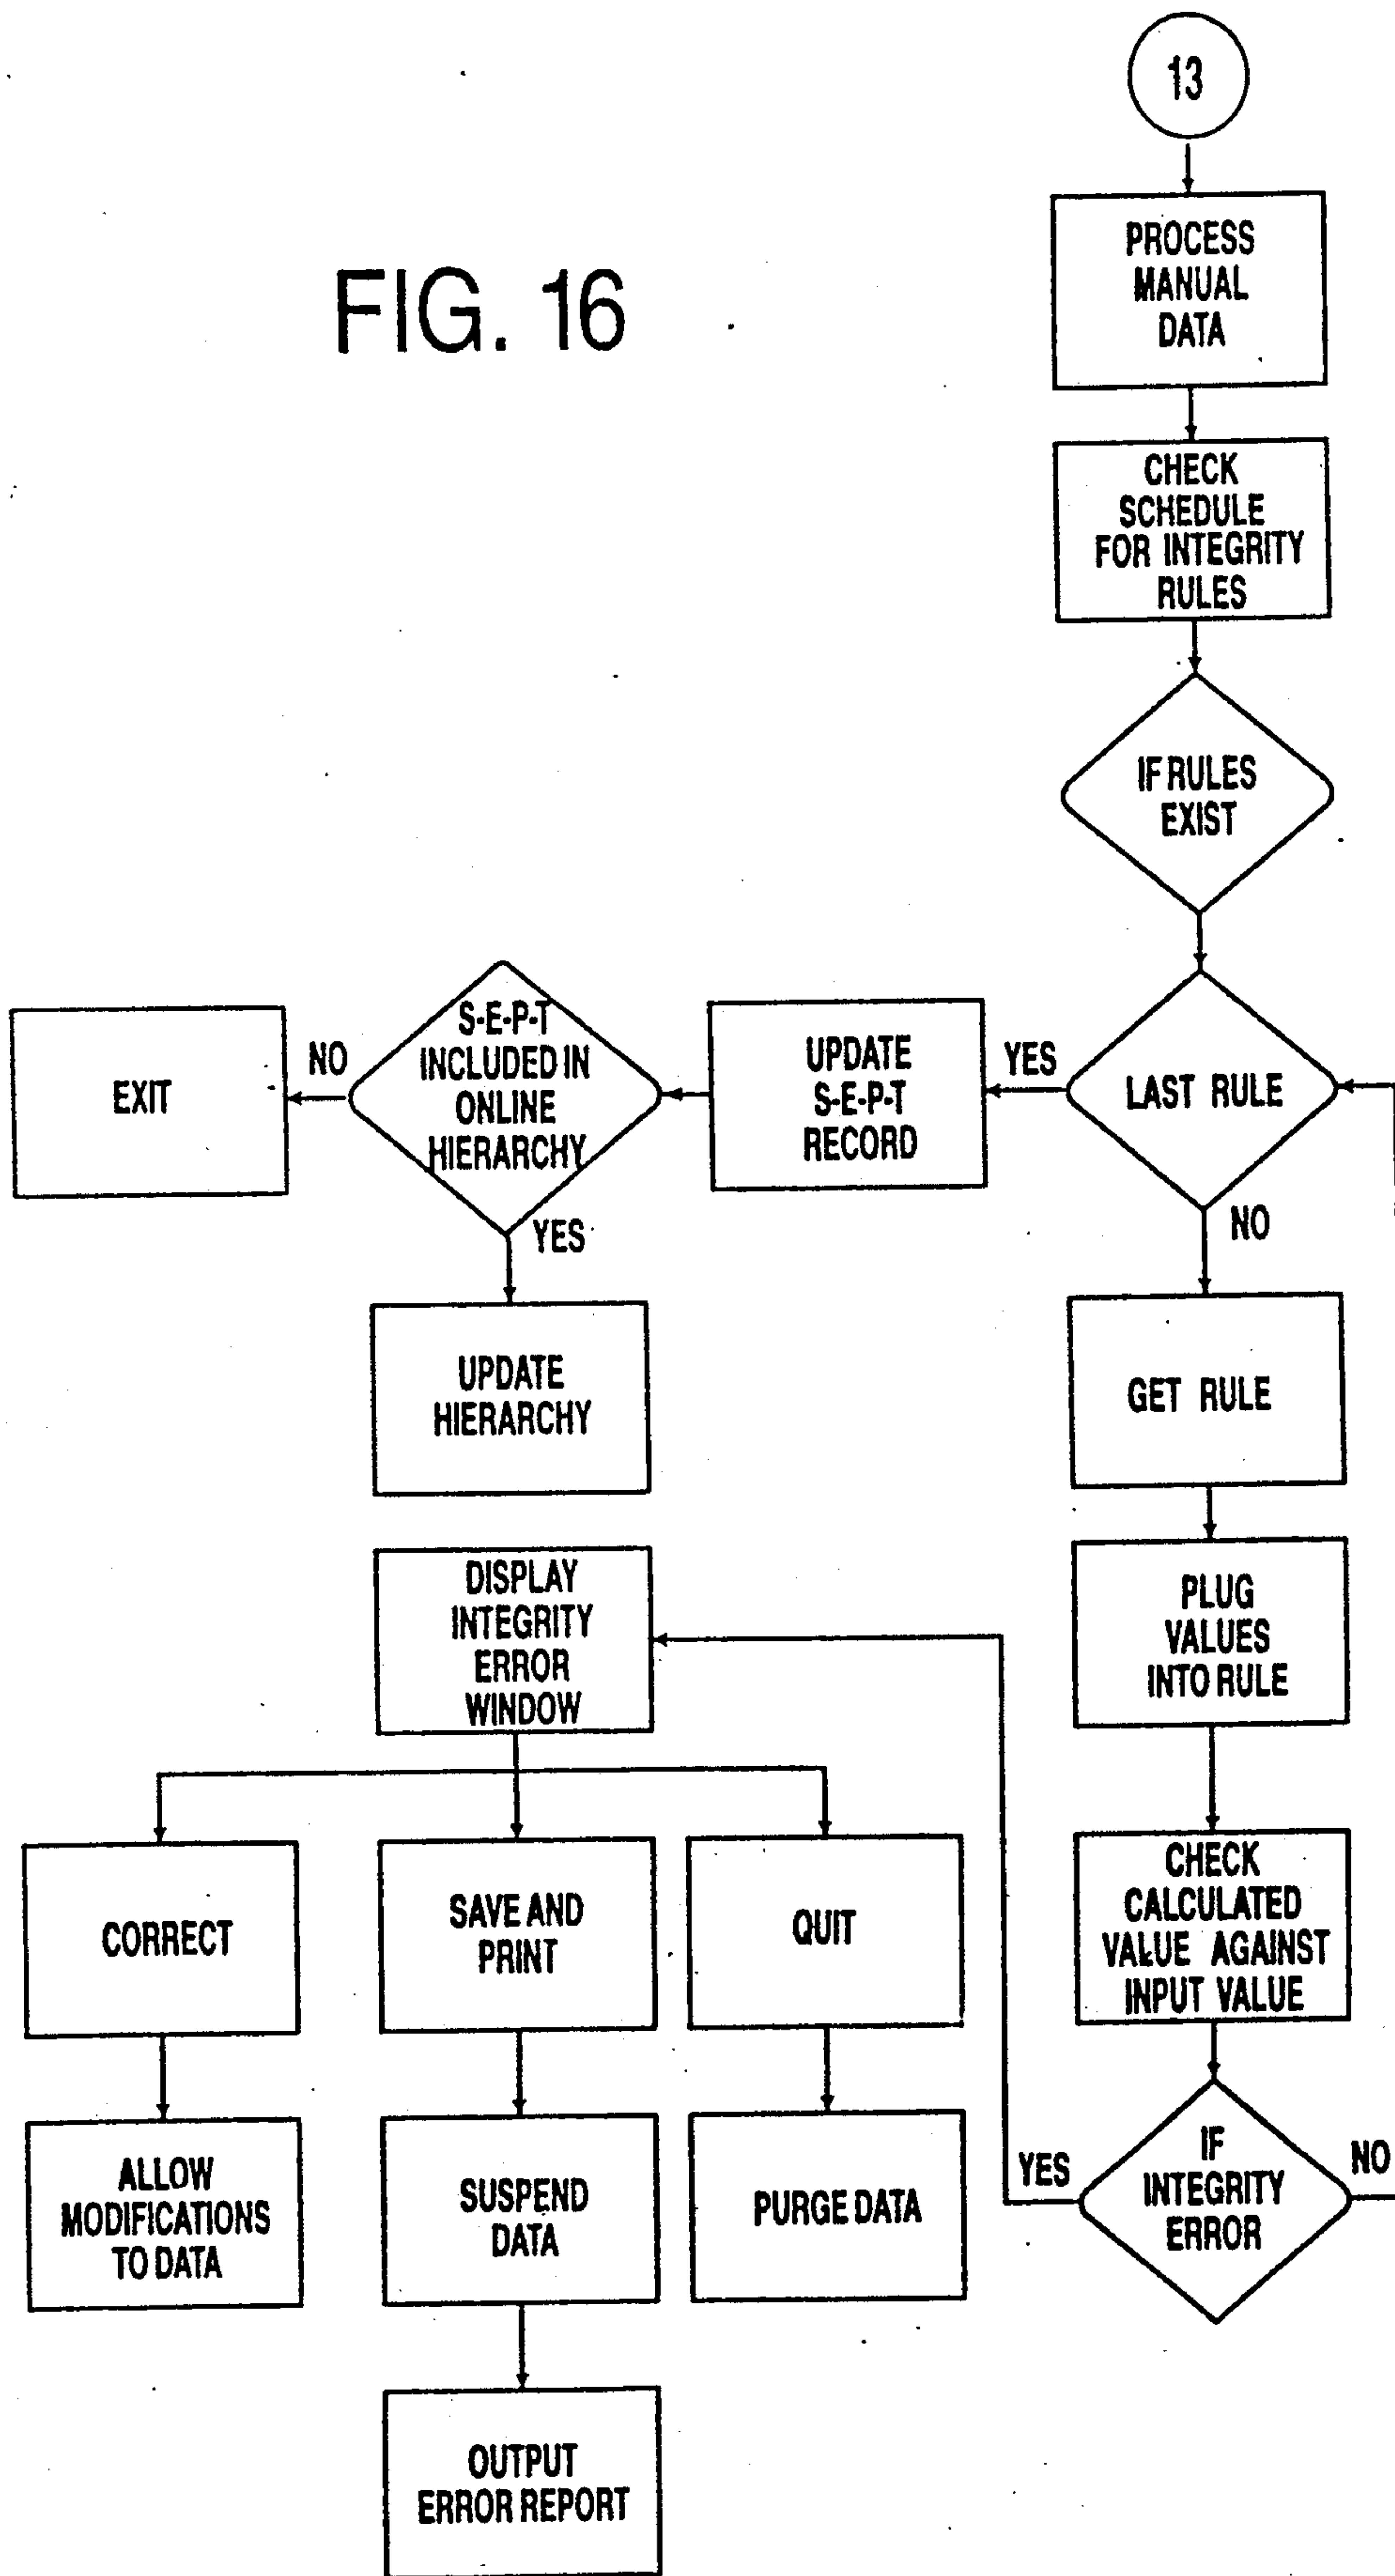 13
FIG. 16
PROCESS
MANUAL
DATA
CHECK
SCHEDULE
FOR INTEGRITY
RULES
IF RULES
EXIST
EXIT
NO
S-E-P-T
INCLUDED IN
ONLINE
HIERARCHY
UPDATE
S-E-P-T
RECORD
YES
LAST RULE
YES
NO
UPDATE
HIERARCHY
GET RULE
DISPLAY
INTEGRITY
ERROR
WINDOW
PLUG
VALUES
INTO RULE
CORRECT
SAVE AND
PRINT
QUIT
CHECK
CALCULATED
VALUE AGAINST
INPUT VALUE
ALLOW
MODIFICATIONS
TO DATA
SUSPEND
DATA
PURGE DATA
YES
IF
INTEGRITY
ERROR
NO
OUTPUT
ERROR REPORT